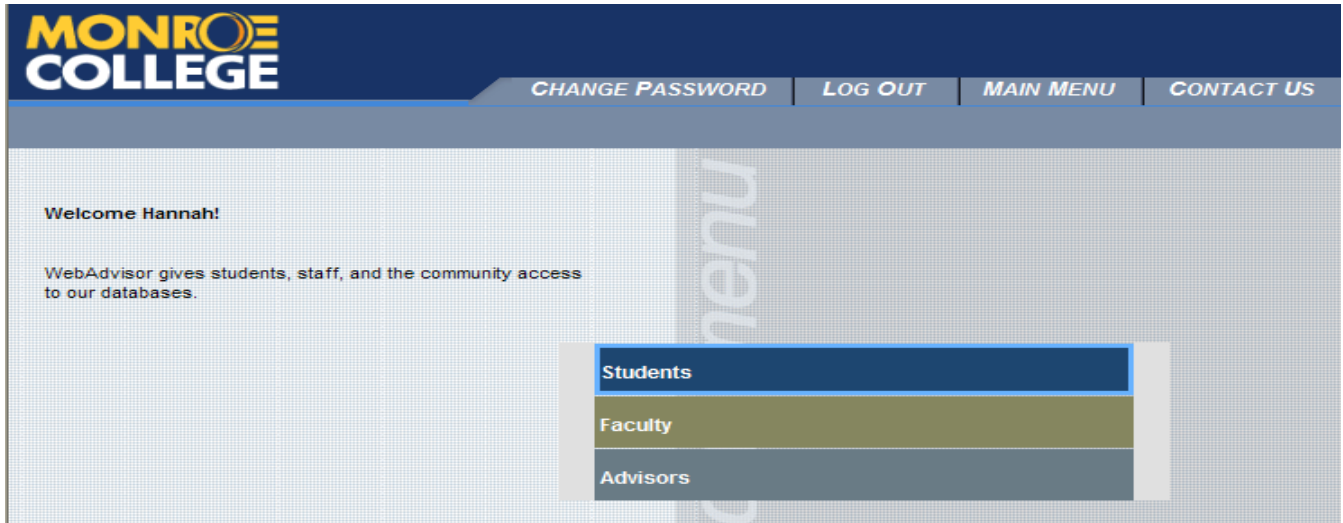 MONROE
COLLEGE
CHANGE PASSWORD LOG OUT MAIN MENU CONTACT US
Welcome Hannah!
WebAdvisor gives students, staff, and the community access
to our databases.
menu
Students
Faculty
Advisors